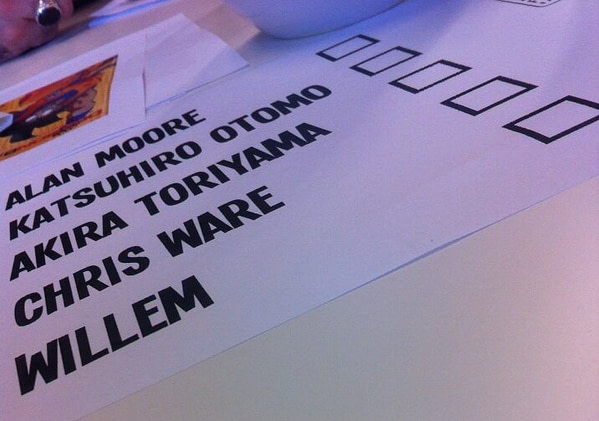 ALAN MOORE
KATSUHIRO OTOMO
AKIRA TORIYAMA
CHRIS WARE
WILLEM